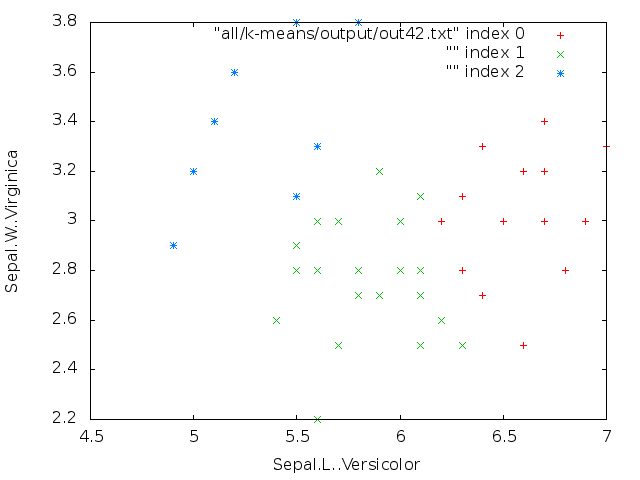 3.8
"all/k-means/output/out42.txt" index 0
"" index 1
"" index 2
3.6
3.4
3.2
3
2.8
2.6
2.4
2.2
Sepal.W..Virginica
4.5 5 5.5 6 6.5 7
Sepal.L..Versicolor